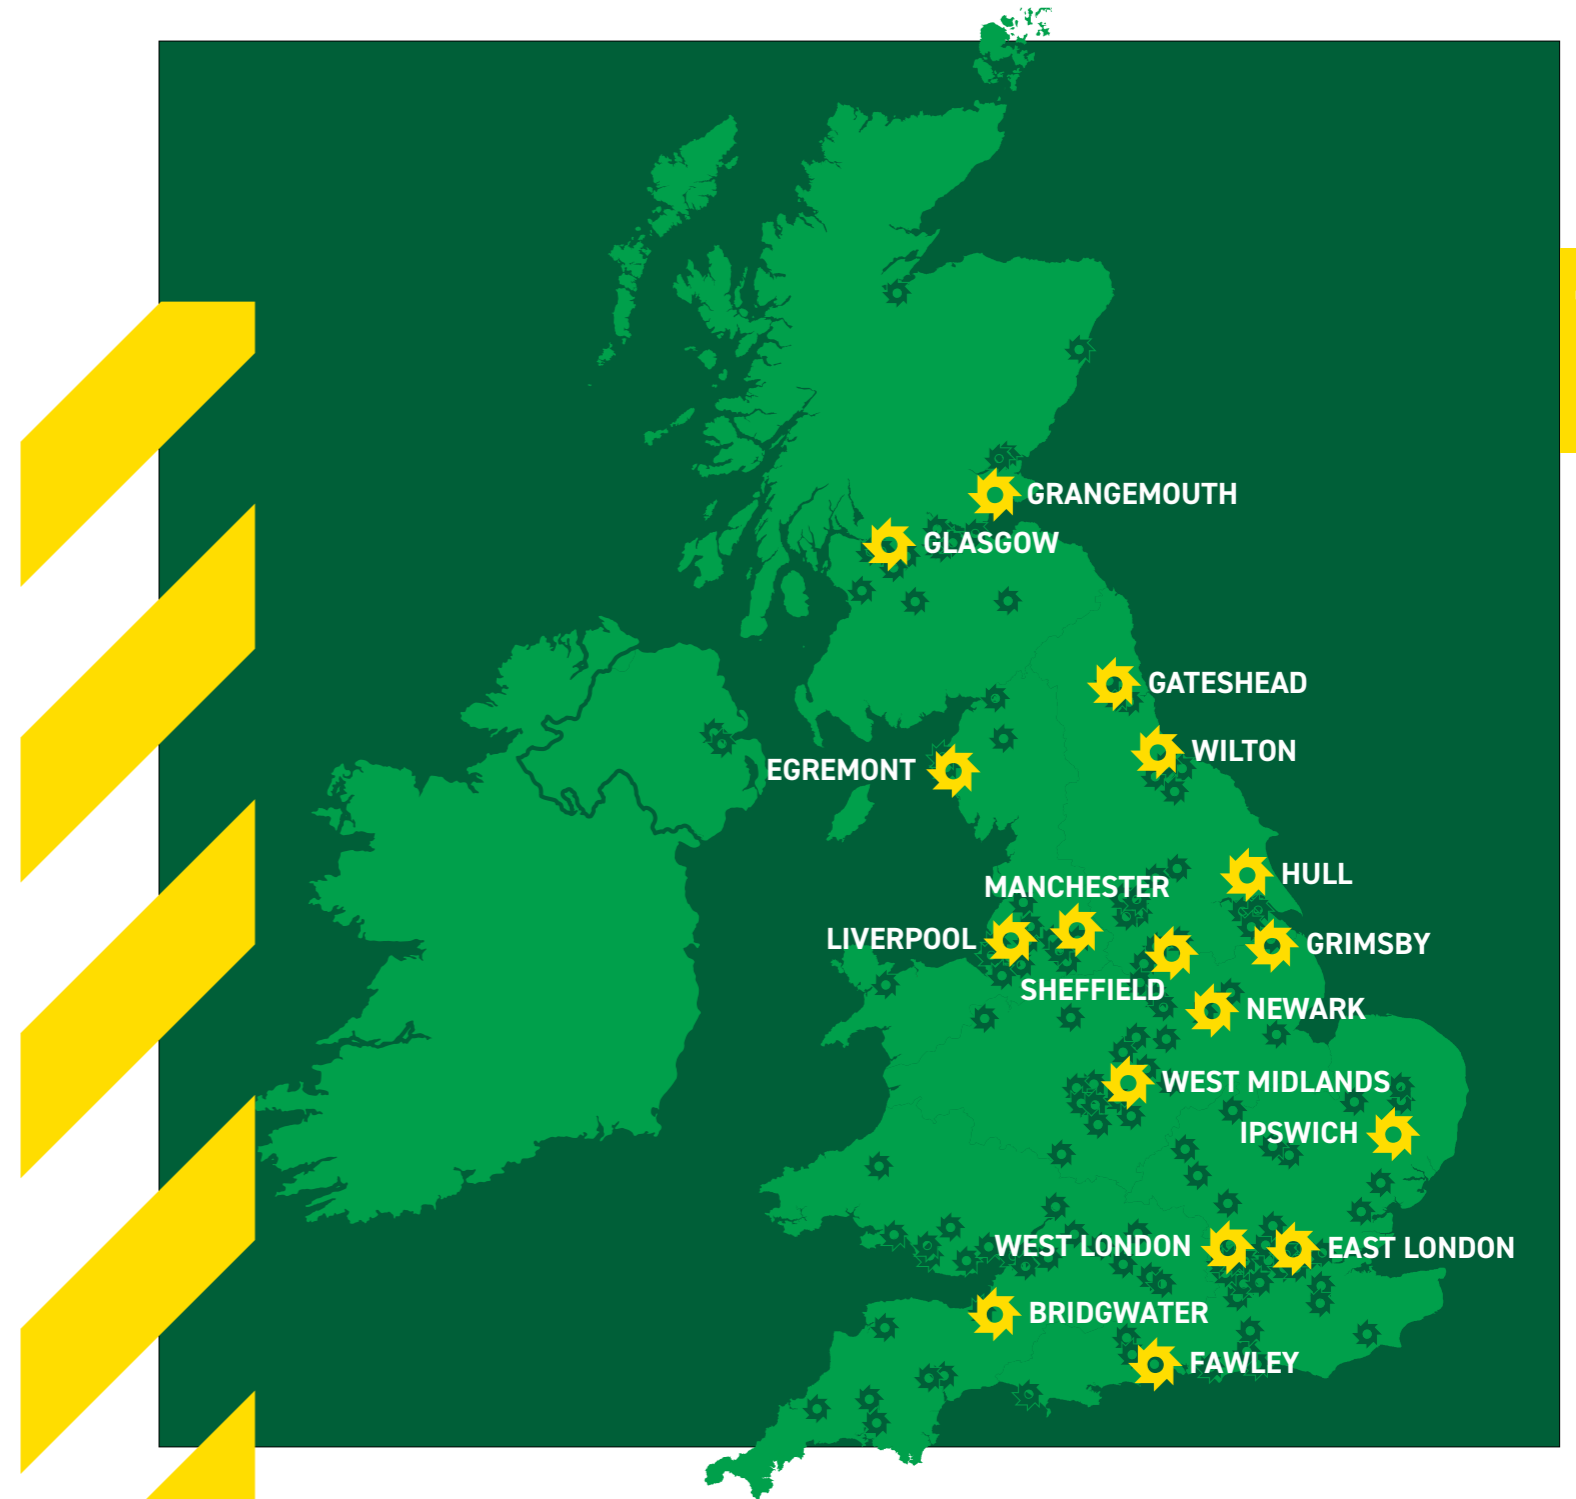 GRANGEMOUTH
GLASGOW
GATESHEAD
WILTON
EGREMONT
HULL
MANCHESTER
LIVERPOOL
GRIMSBY
SHEFFIELD
NEWARK
WEST MIDLANDS
IPSWICH
WEST LONDON
EAST LONDON
BRIDGWATER
FAWLEY